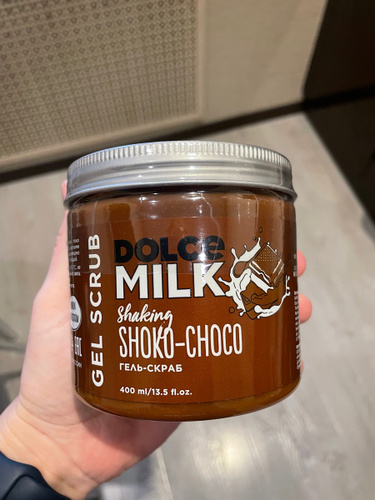 GEL SCRUB
DOLCE
MILK
Shaking
SHOKO-CHOCO
ГЕЛЬ-СКРАБ
400 ml/13.5 fl.oz.